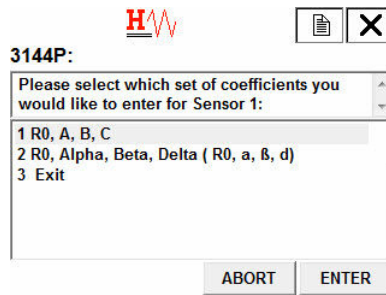 H
3144P:
Please select which set of coefficients you
would like to enter for Sensor 1:
1 R0, A, B, C
2 R0, Alpha, Beta, Delta ( R0, a, ß, d)
3 Exit
ABORT
ENTER